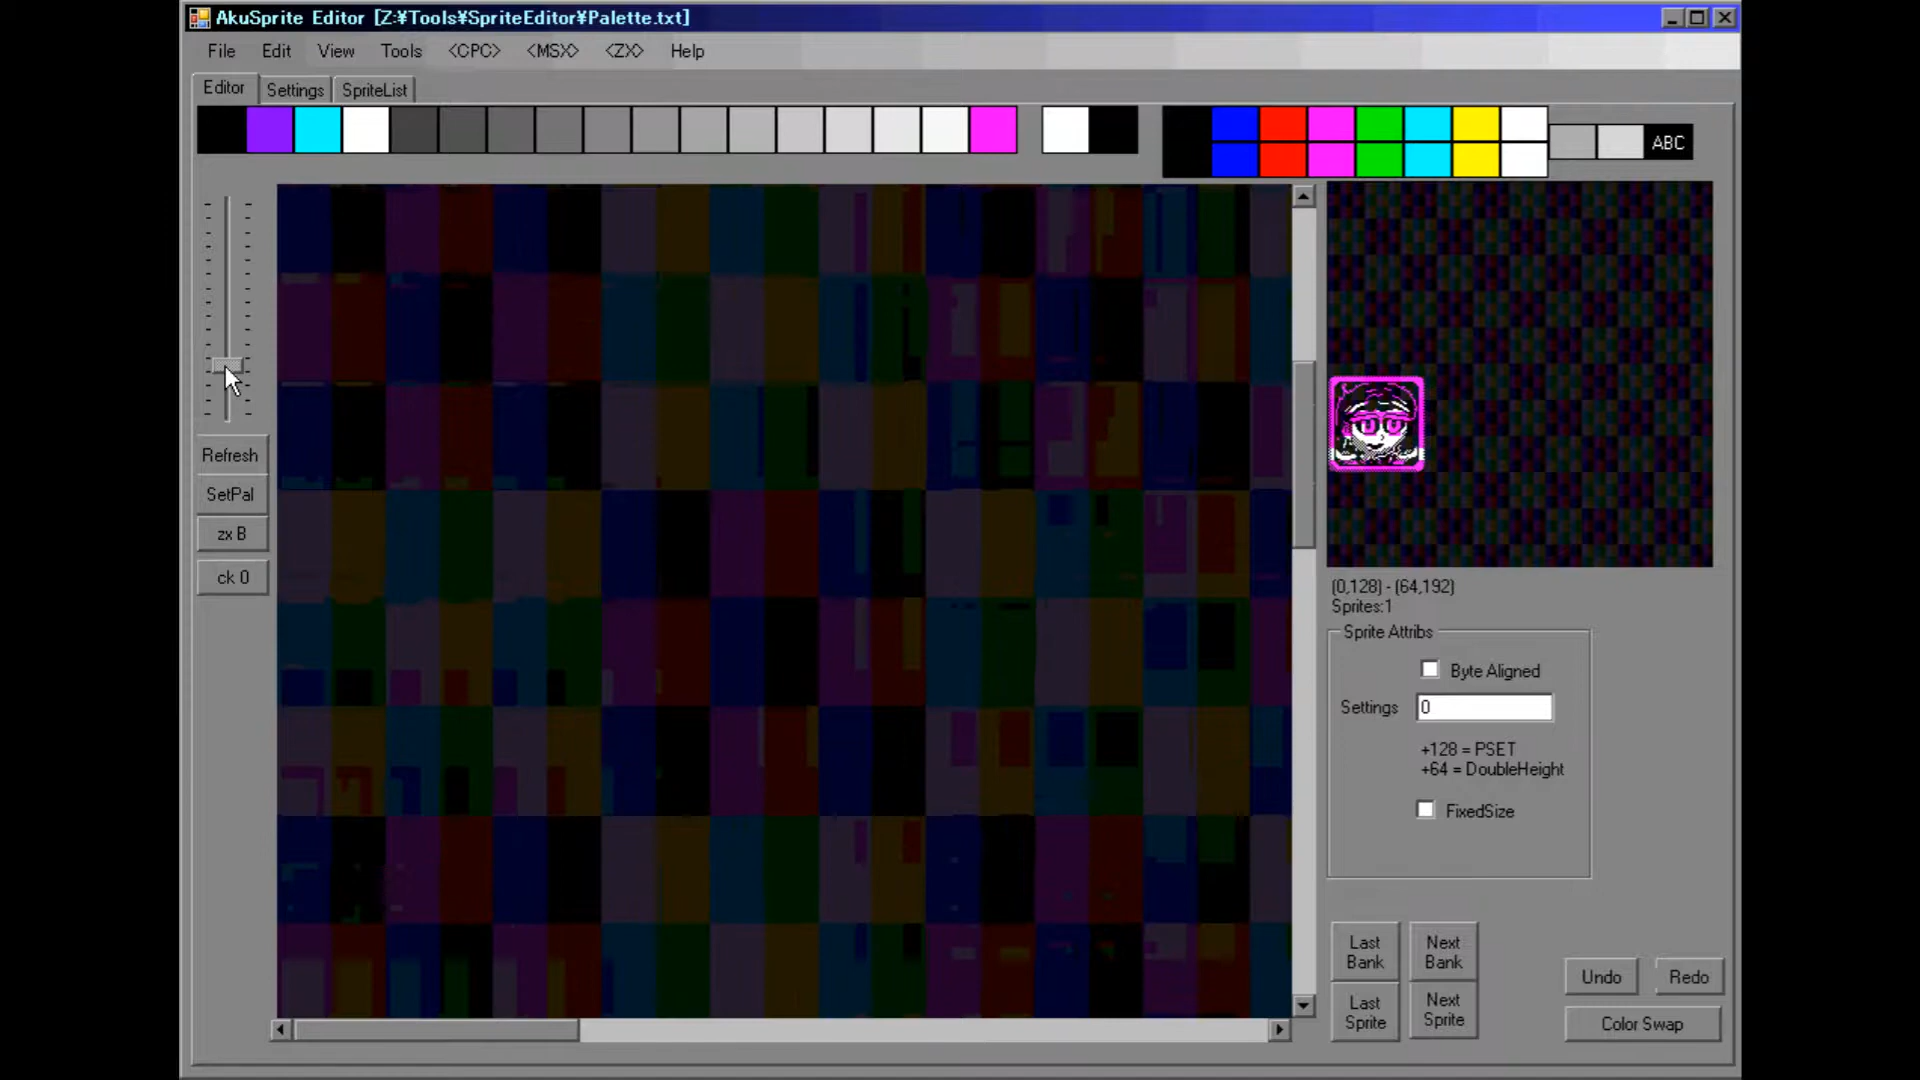 AkuSprite Editor [Z:¥Tools¥SpriteEditor¥Palette.txt]
File Edit View Tools <CPC> <MSX> <ZX> Help
Editor Settings SpriteList
ABC
Refresh
SetPal
zx B
ck 0
(0,128) - (64,192)
Sprites:1
Sprite Attribs
Byte Aligned
Settings 0
+128 = PSET
+64 = DoubleHeight
FixedSize
Last Bank
Next Bank
Last Sprite
Next Sprite
Undo Redo
Color Swap